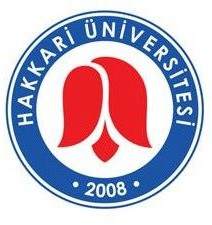 HAKKARİ ÜNİVERSİTESİ
• 2008 •